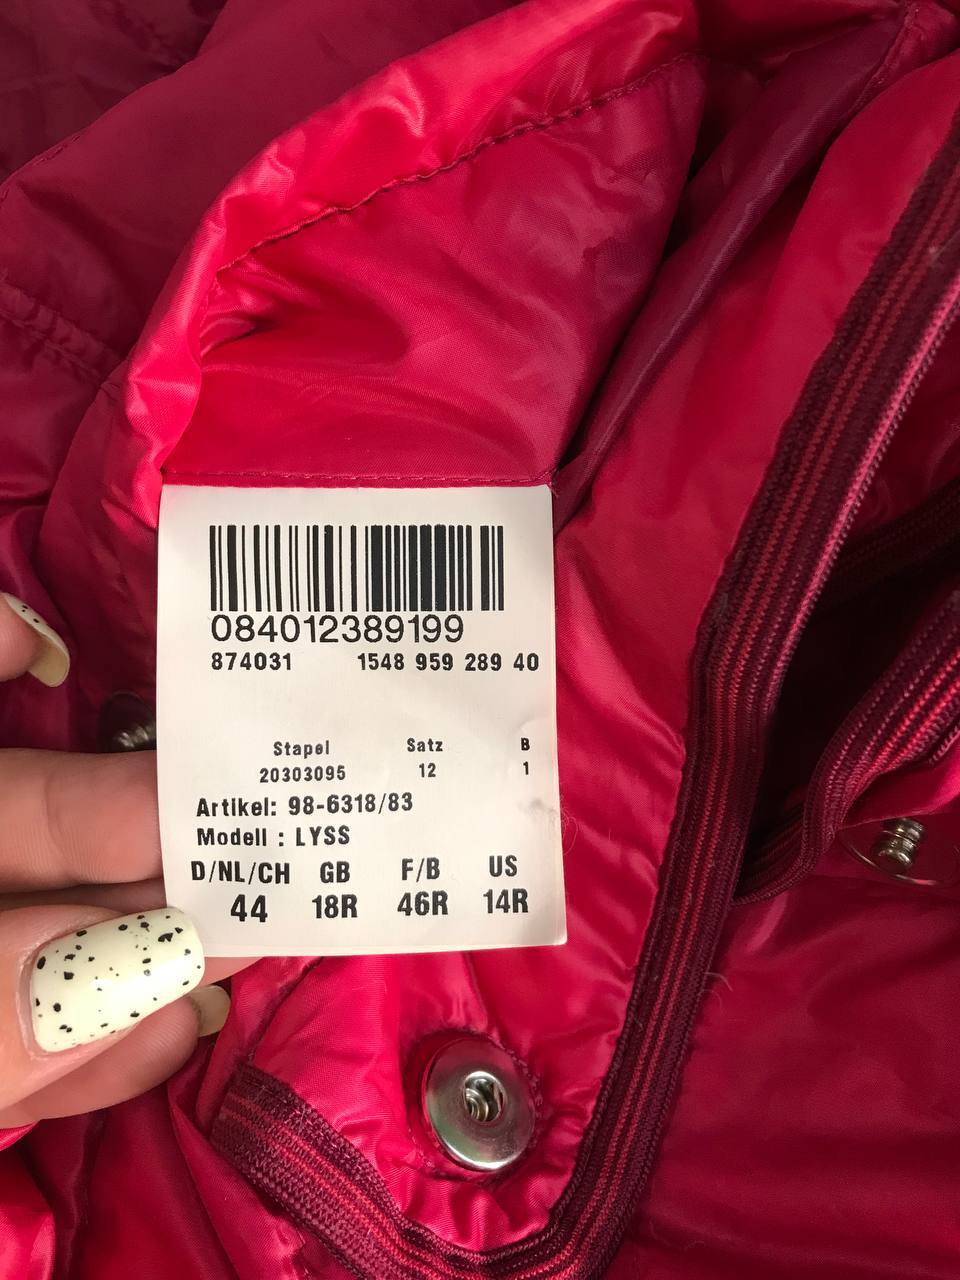 084012389199
874031 1548 959 289 40
Stapel Satz B
20303095 12 1
Artikel: 98-6318/83
Modell : LYSS
D/NL/CH GB F/B US
44 18R 46R 14R